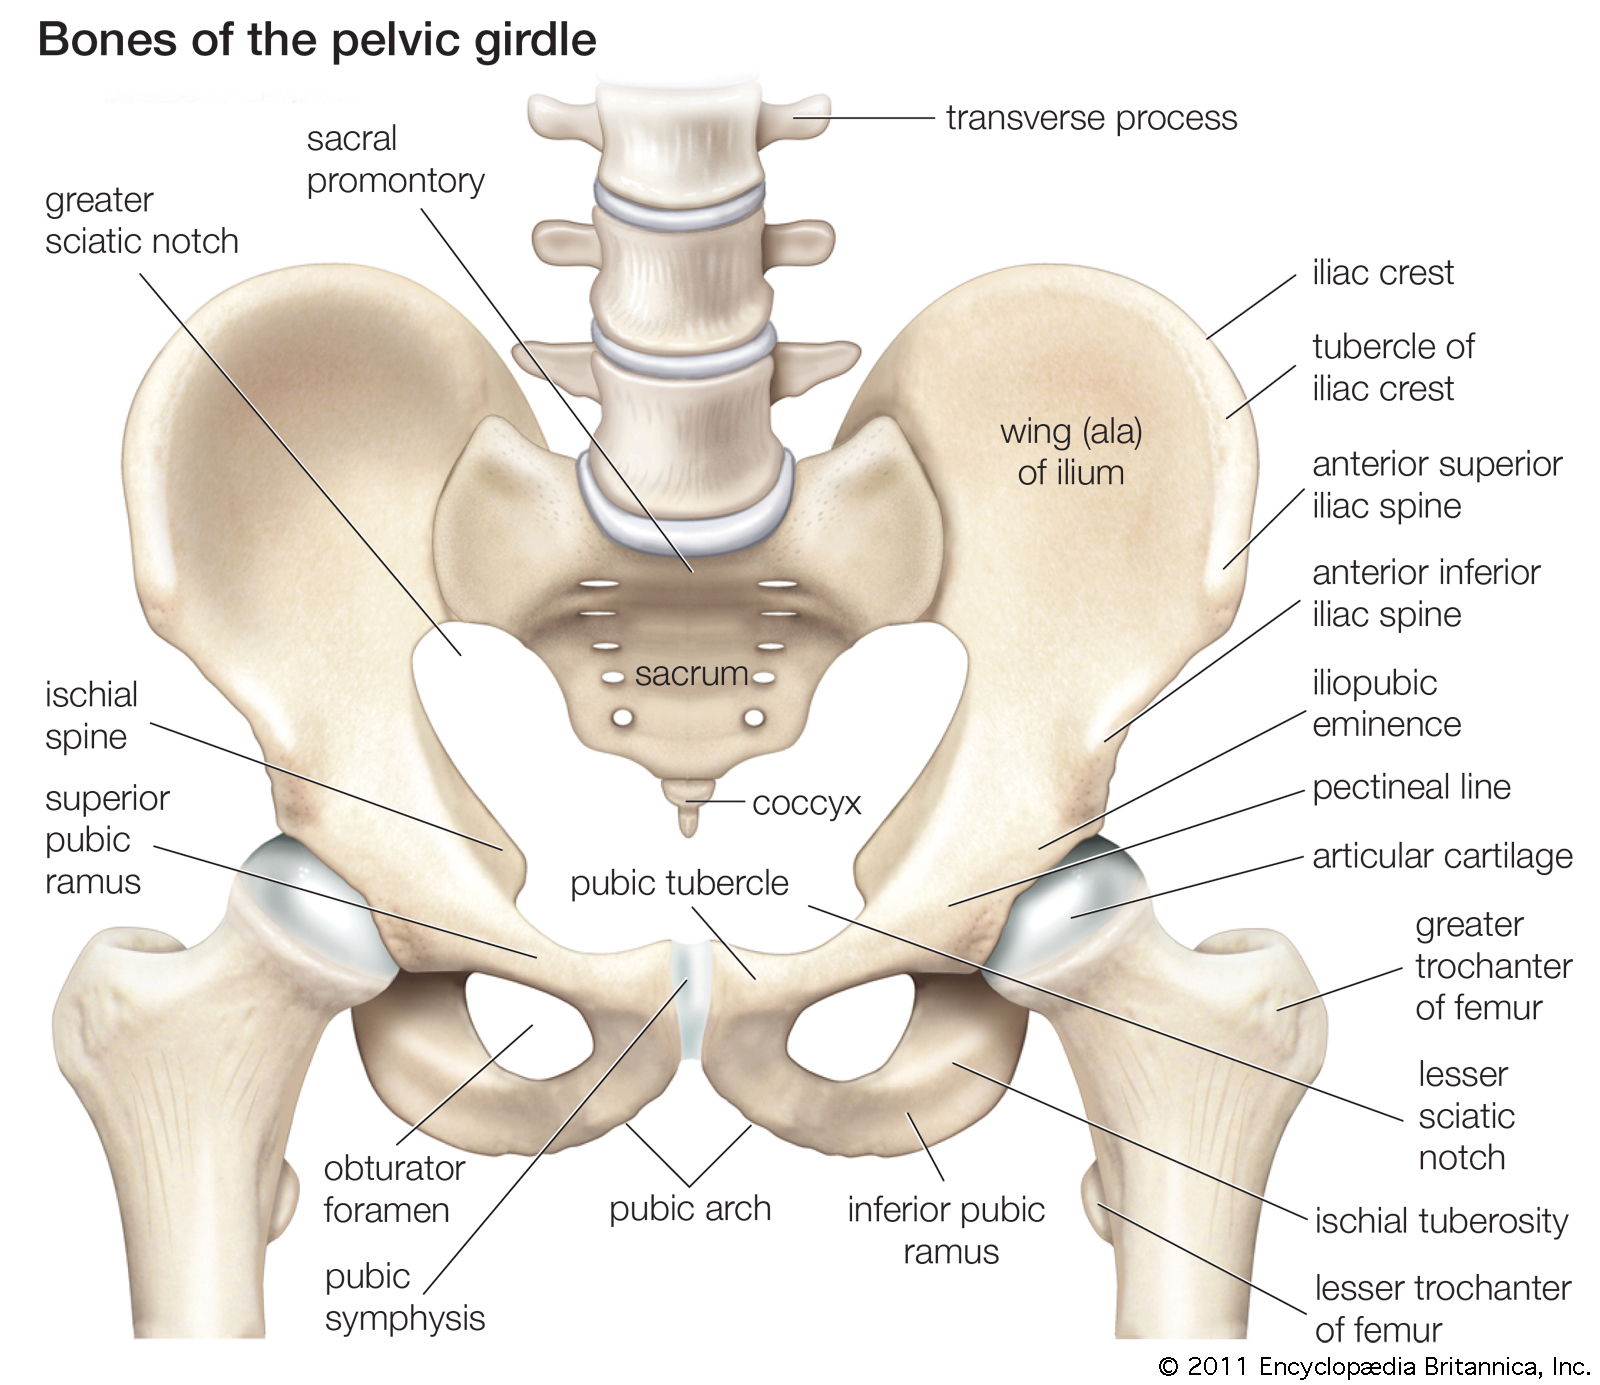 Bones of the pelvic girdle
transverse process
sacral
promontory
greater
sciatic notch
iliac crest
tubercle of
iliac crest
wing (ala)
of ilium
anterior superior
iliac spine
anterior inferior
iliac spine
sacrum
ischial
spine
iliopubic
eminence
superior
pubic
ramus
coccyx
pectineal line
articular cartilage
pubic tubercle
greater
trochanter
of femur
lesser
sciatic
notch
obturator
foramen
pubic arch
inferior pubic
ramus
ischial tuberosity
pubic
symphysis
lesser trochanter
of femur
© 2011 Encyclopædia Britannica, Inc.